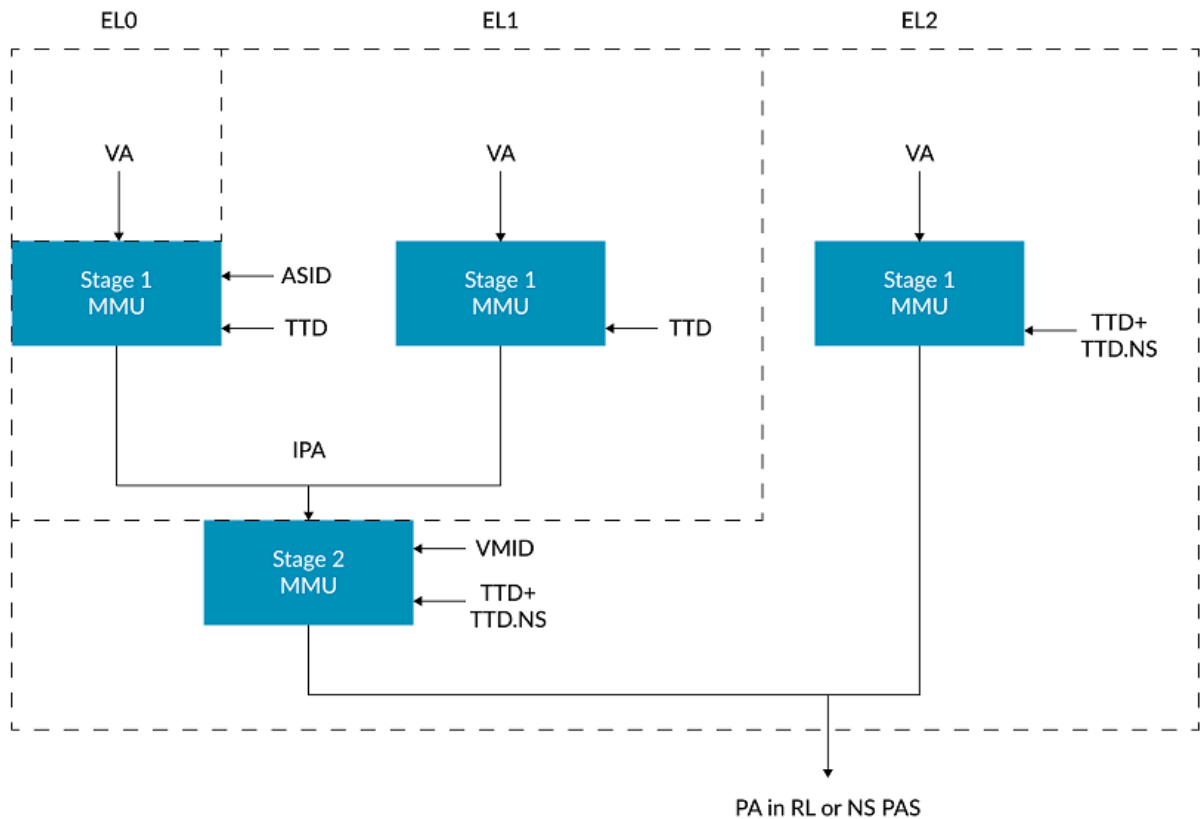 EL0
EL1
EL2
VA
VA
VA
Stage 1
MMU
ASID
TTD
Stage 1
MMU
TTD
Stage 1
MMU
TTD+
TTD.NS
IPA
Stage 2
MMU
VMID
TTD+
TTD.NS
PA in RL or NS PAS